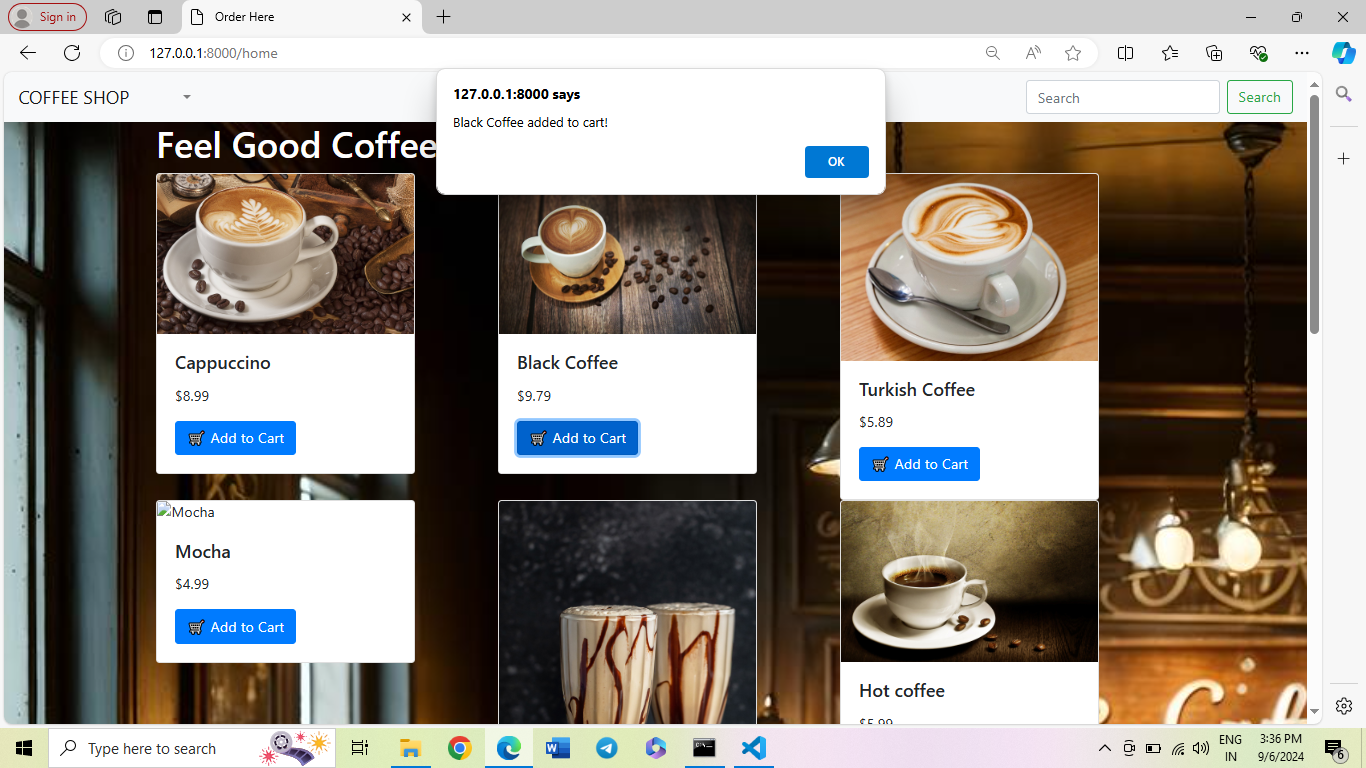 Sign in
Order Here
127.0.0.1:8000/home
COFFEE SHOP
Search
Search
127.0.0.1:8000 says
Black Coffee added to cart!
OK
Feel Good Coffee
Cappuccino
$8.99
Add to Cart
Black Coffee
$9.79
Add to Cart
Turkish Coffee
$5.89
Add to Cart
Mocha
Mocha
$4.99
Add to Cart
Hot coffee
Type here to search
ENG
IN
3:36 PM
9/6/2024
6